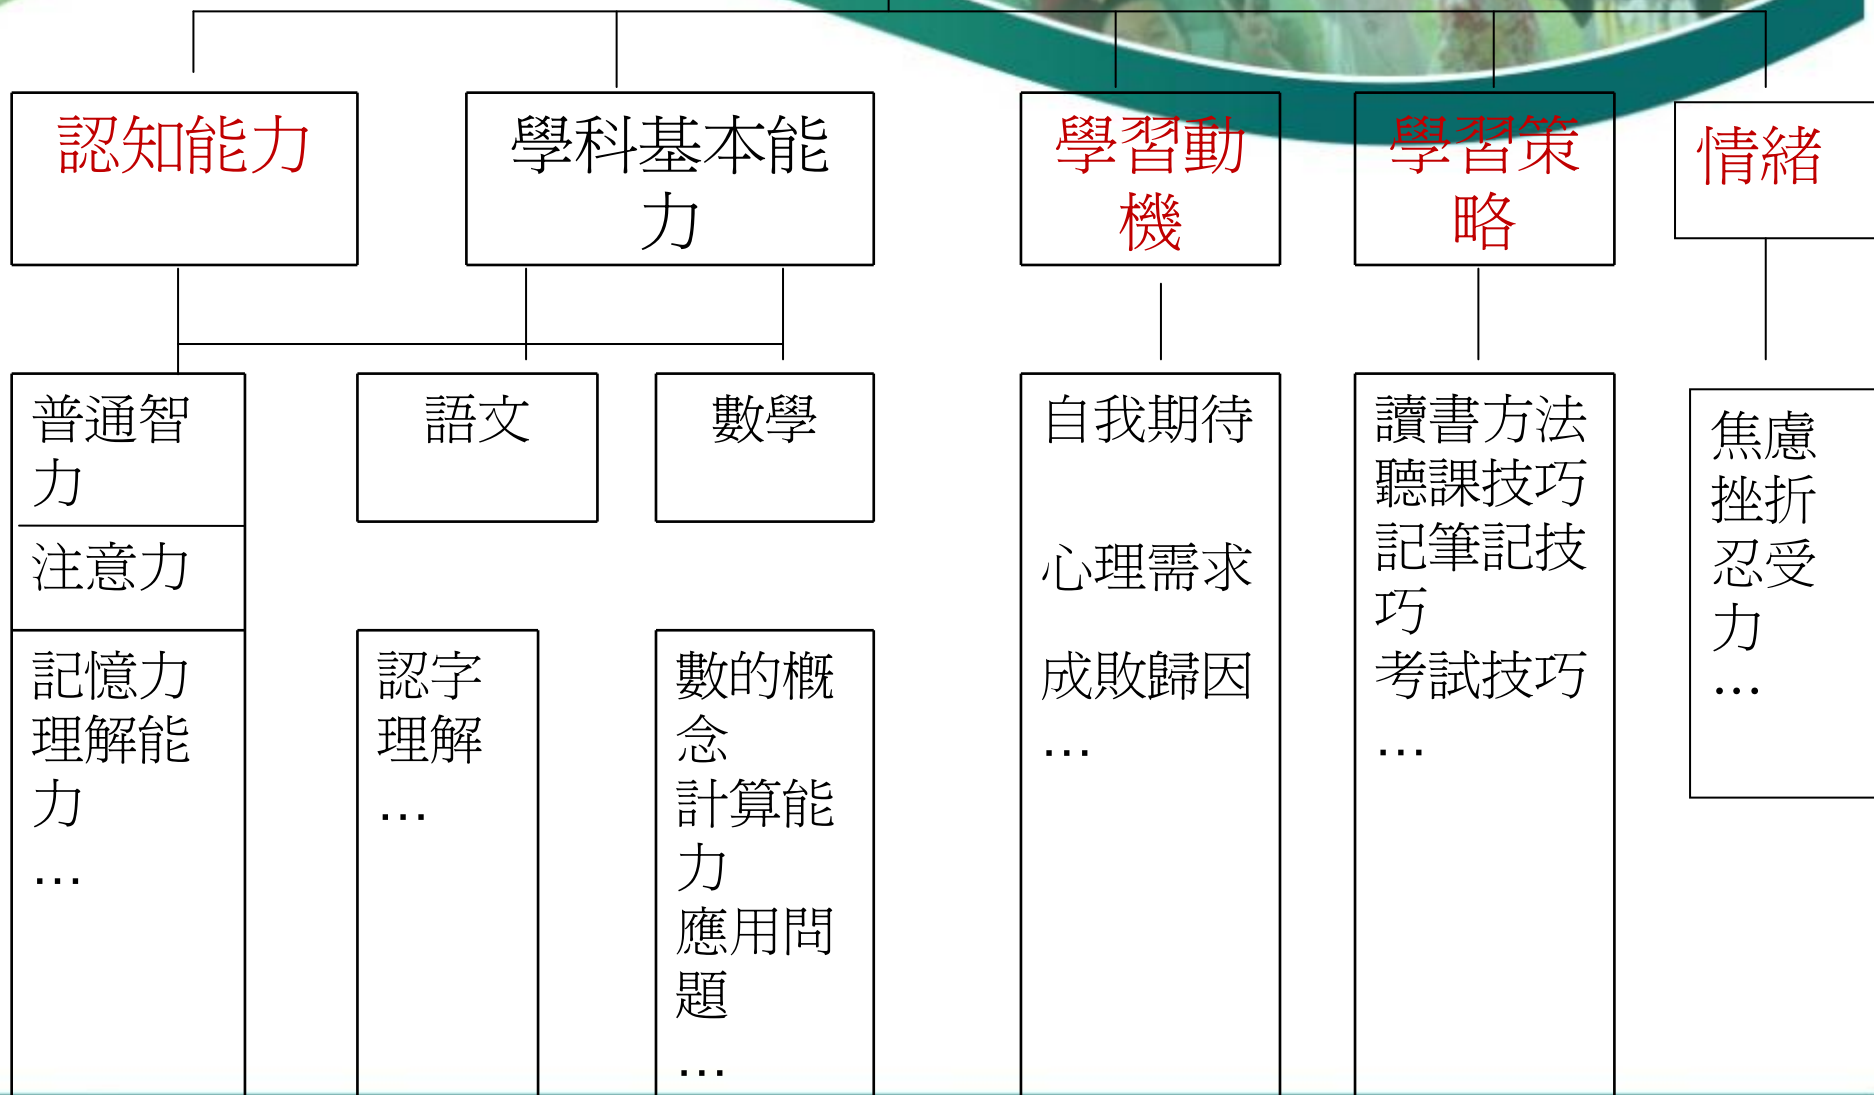 認知能力
學科基本能
力
學習動
機
學習策
略
情緒
普通智
力
注意力
記憶力
理解能
力
…
語文
認字
理解
…
數學
數的概
念
計算能
力
應用問
題
…
自我期待
心理需求
成敗歸因
…
讀書方法
聽課技巧
記筆記技
巧
考試技巧
…
焦慮
挫折
忍受
力
…